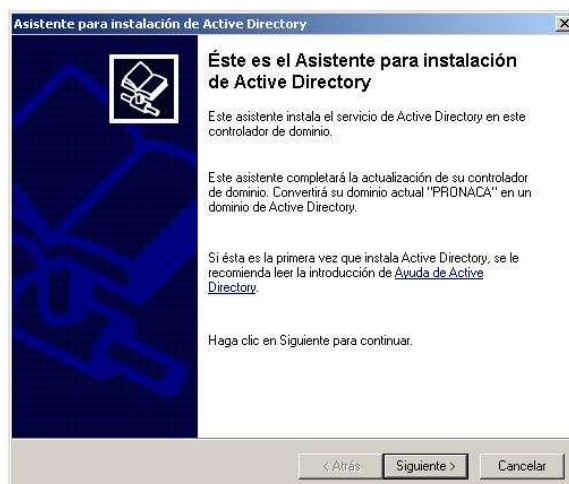 Asistente para instalación de Active Directory
Éste es el Asistente para instalación
de Active Directory
Este asistente instala el servicio de Active Directory en este
controlador de dominio.
Este asistente completará la actualización de su controlador
de dominio. Convertirá su dominio actual "PRONACA" en un
dominio de Active Directory.
Si ésta es la primera vez que instala Active Directory, se le
recomienda leer la introducción de Ayuda de Active
Directory.
Haga clic en Siguiente para continuar.
< Atrás Siguiente > Cancelar